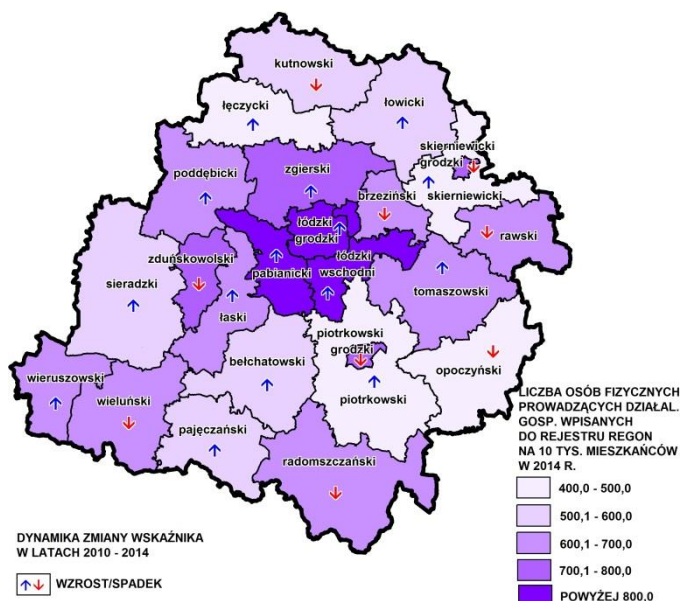 kutnowski
łęczycki
łowicki
skierniewicki
grodzki
skierniewicki
poddębicki
zgierski
brzeziński
rawski
łódzki
grodzki
zduńskowolski
łódzki
wschodni
pabianicki
sieradzki
tomaszowski
łaski
piotrkowski
grodzki
bełchatowski
opoczyński
wieruszowski
piotrkowski
wieluński
pajęczański
radomszczański
LICZBA OSÓB FIZYCZNYCH
PROWADZĄCYCH DZIAŁAL.
GOSP. WPISANYCH
DO REJESTRU REGON
NA 10 TYS. MIESZKAŃCÓW
W 2014 R.
400,0 - 500,0
500,1 - 600,0
600,1 - 700,0
700,1 - 800,0
POWYŻEJ 800,0
DYNAMIKA ZMIANY WSKAŹNIKA
W LATACH 2010 - 2014
WZROST/SPADEK